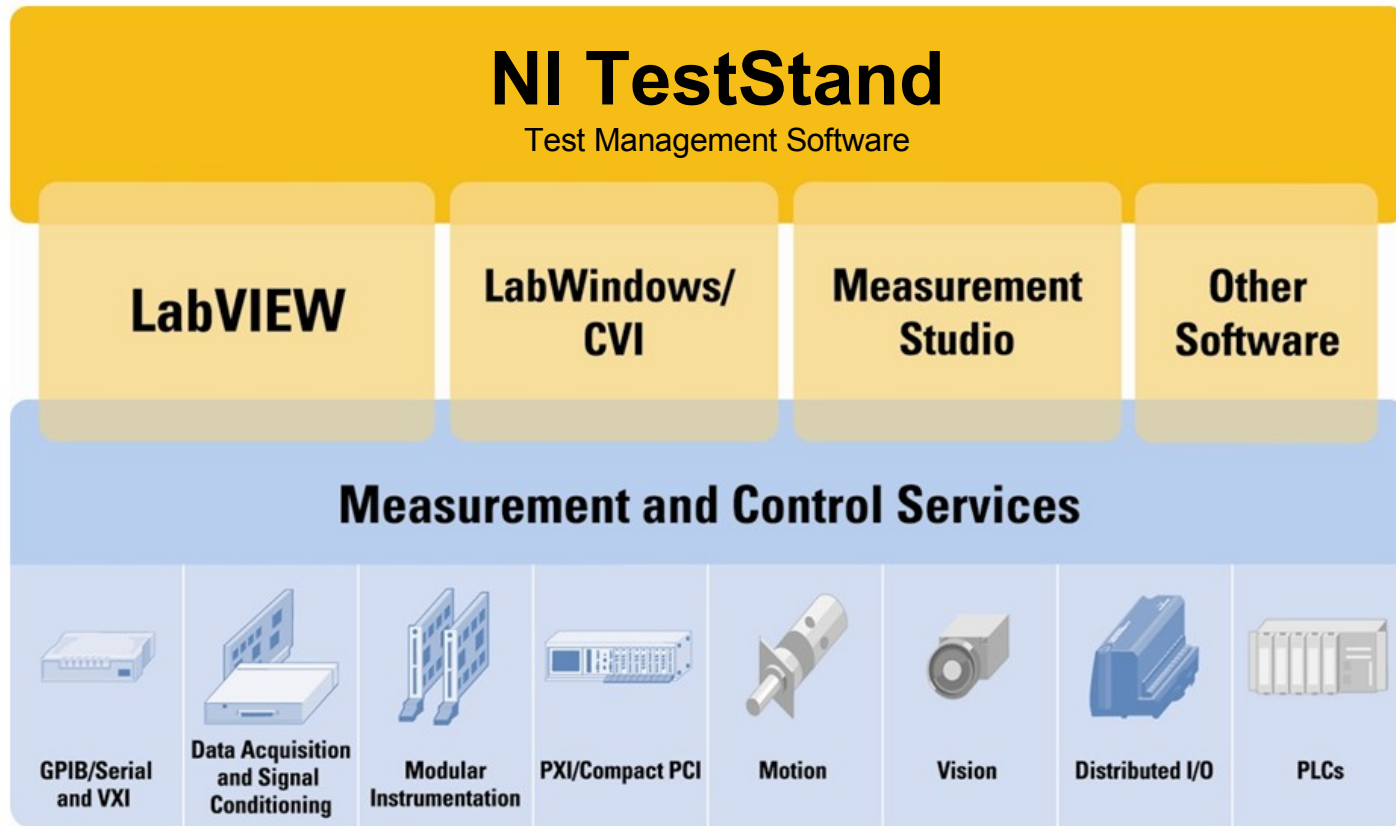 NI TestStand
Test Management Software
LabVIEW
LabWindows/
CVI
Measurement
Studio
Other
Software
Measurement and Control Services
GPIB/Serial
and VXI
Data Acquisition
and Signal
Conditioning
Modular
Instrumentation
PXI/Compact PCI
Motion
Vision
Distributed I/O
PLCs